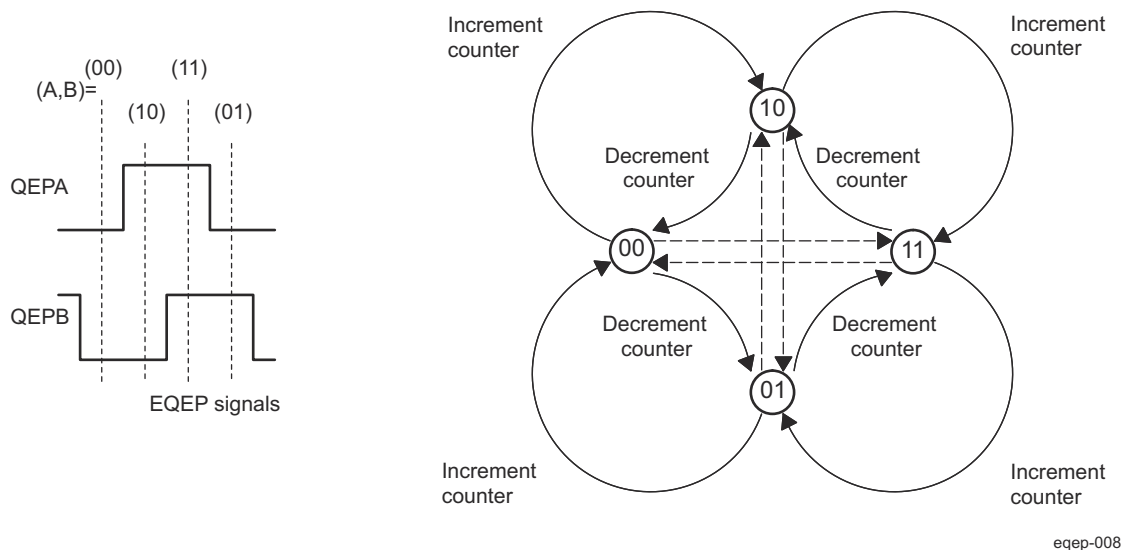 (00)
(11)
(A,B)=
(10)
(01)
QEPA
QEPB
EQEP signals
Increment
counter
Increment
counter
10
Decrement
counter
Decrement
counter
00
11
Decrement
counter
Decrement
counter
01
Increment
counter
Increment
counter
eqep-008